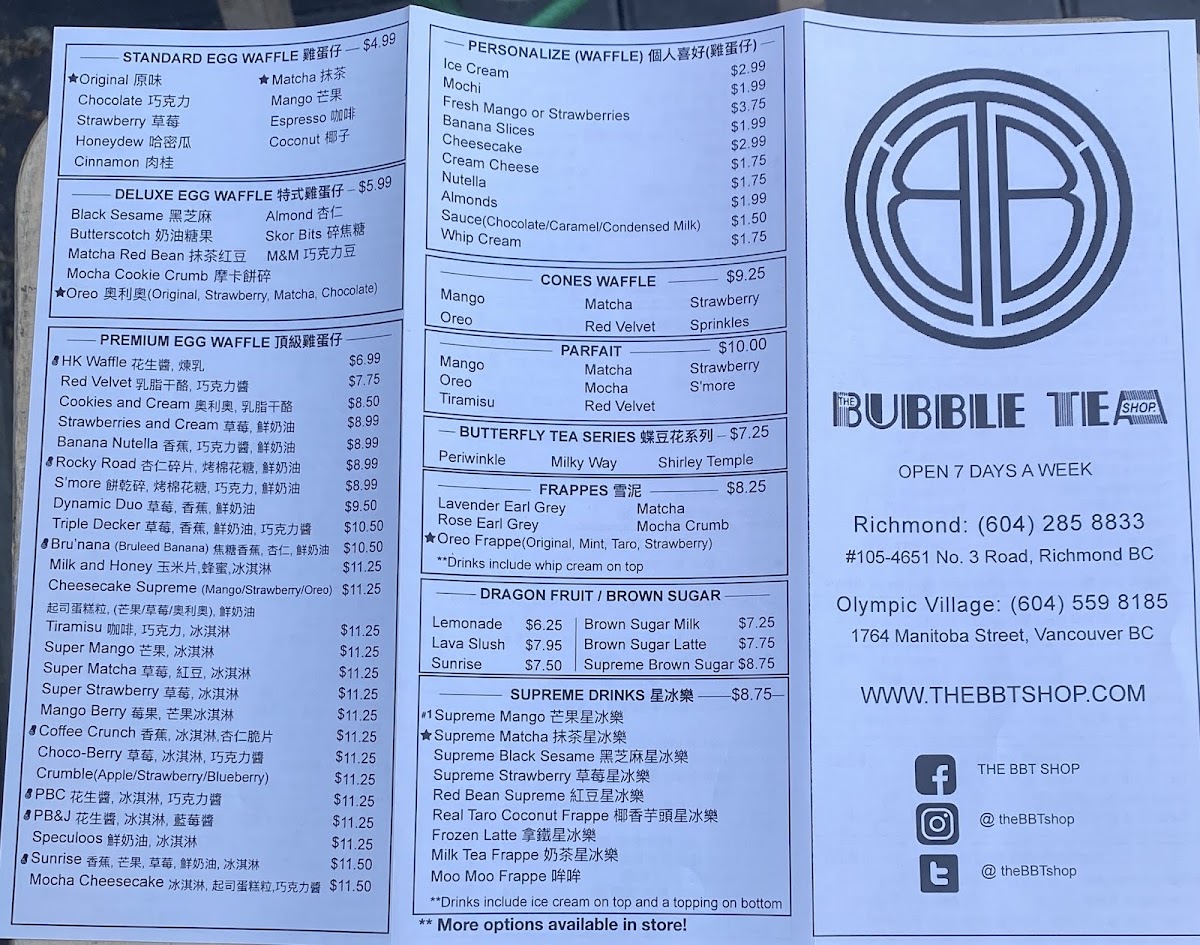 STANDARD EGG WAFFLE 雞蛋仔 — $4.99
★Original 原味 ★Matcha 抹茶
Chocolate 巧克力 Mango 芒果
Strawberry 草莓 Espresso 咖啡
Honeydew 哈密瓜 Coconut 椰子
Cinnamon 肉桂
DELUXE EGG WAFFLE 特式雞蛋仔 – $5.99
Black Sesame 黑芝麻 Almond 杏仁
Butterscotch 奶油糖果 Skor Bits 碎焦糖
Matcha Red Bean 抹茶红豆 M&M 巧克力豆
Mocha Cookie Crumb 摩卡餅碎
★Oreo 奧利奧(Original, Strawberry, Matcha, Chocolate)
PREMIUM EGG WAFFLE 頂級雞蛋仔
HK Waffle 花生醬, 煉乳 $6.99
Red Velvet 乳脂干酪, 巧克力醬 $7.75
Cookies and Cream 奧利奧, 乳脂干酪 $8.50
Strawberries and Cream 草莓, 鮮奶油 $8.99
Banana Nutella 香蕉, 巧克力醬, 鮮奶油 $8.99
Rocky Road 杏仁碎片, 烤棉花糖, 鮮奶油 $8.99
S'more 餅乾碎, 烤棉花糖, 巧克力, 鮮奶油 $8.99
Dynamic Duo 草莓, 香蕉, 鮮奶油 $9.50
Triple Decker 草莓, 香蕉, 鮮奶油, 巧克力醬 $10.50
Bru'nana (Bruleed Banana) 焦糖香蕉, 杏仁, 鮮奶油 $10.50
Milk and Honey 玉米片,蜂蜜,冰淇淋 $11.25
Cheesecake Supreme (Mango/Strawberry/Oreo) $11.25
起司蛋糕粒, (芒果/草莓/奧利奧), 鮮奶油
Tiramisu 咖啡, 巧克力, 冰淇淋 $11.25
Super Mango 芒果, 冰淇淋 $11.25
Super Matcha 草莓, 紅豆, 冰淇淋 $11.25
Super Strawberry 草莓, 冰淇淋 $11.25
Mango Berry 莓果, 芒果冰淇淋 $11.25
Coffee Crunch 香蕉, 冰淇淋,杏仁脆片 $11.25
Choco-Berry 草莓, 冰淇淋, 巧克力醬 $11.25
Crumble(Apple/Strawberry/Blueberry) $11.25
PBC 花生醬, 冰淇淋, 巧克力醬 $11.25
PB&J 花生醬, 冰淇淋, 藍莓醬 $11.25
Speculoos 鮮奶油, 冰淇淋 $11.25
Sunrise 香蕉, 芒果, 草莓, 鮮奶油, 冰淇淋 $11.50
Mocha Cheesecake 冰淇淋, 起司蛋糕粒,巧克力醬 $11.50
PERSONALIZE (WAFFLE) 個人喜好(雞蛋仔)
Ice Cream $2.99
Mochi $1.99
Fresh Mango or Strawberries $3.75
Banana Slices $1.99
Cheesecake $2.99
Cream Cheese $1.75
Nutella $1.75
Almonds $1.99
Sauce(Chocolate/Caramel/Condensed Milk) $1.50
Whip Cream $1.75
CONES WAFFLE $9.25
Mango Matcha Strawberry
Oreo Red Velvet Sprinkles
PARFAIT $10.00
Mango Matcha Strawberry
Oreo Mocha S'more
Tiramisu Red Velvet
BUTTERFLY TEA SERIES 蝶豆花系列 – $7.25
Periwinkle Milky Way Shirley Temple
FRAPPES 雪泥 $8.25
Lavender Earl Grey Matcha
Rose Earl Grey Mocha Crumb
★Oreo Frappe(Original, Mint, Taro, Strawberry)
**Drinks include whip cream on top
DRAGON FRUIT / BROWN SUGAR
Lemonade $6.25 Brown Sugar Milk $7.25
Lava Slush $7.95 Brown Sugar Latte $7.75
Sunrise $7.50 Supreme Brown Sugar $8.75
SUPREME DRINKS 星冰樂 —$8.75—
#1 Supreme Mango 芒果星冰樂
★Supreme Matcha 抹茶星冰樂
Supreme Black Sesame 黑芝麻星冰樂
Supreme Strawberry 草莓星冰樂
Red Bean Supreme 紅豆星冰樂
Real Taro Coconut Frappe 椰香芋頭星冰樂
Frozen Latte 拿鐵星冰樂
Milk Tea Frappe 奶茶星冰樂
Moo Moo Frappe 哞哞
**Drinks include ice cream on top and a topping on bottom
** More options available in store!
THE BUBBLE TEA SHOP.
OPEN 7 DAYS A WEEK
Richmond: (604) 285 8833
#105-4651 No. 3 Road, Richmond BC
Olympic Village: (604) 559 8185
1764 Manitoba Street, Vancouver BC
WWW.THEBBTSHOP.COM
THE BBT SHOP
@ theBBTshop
@ theBBTshop